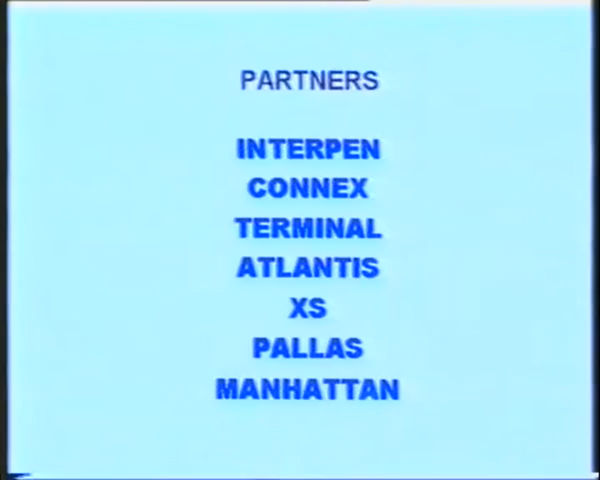 PARTNERS
INTERPEN
CONNEX
TERMINAL
ATLANTIS
XS
PALLAS
MANHATTAN